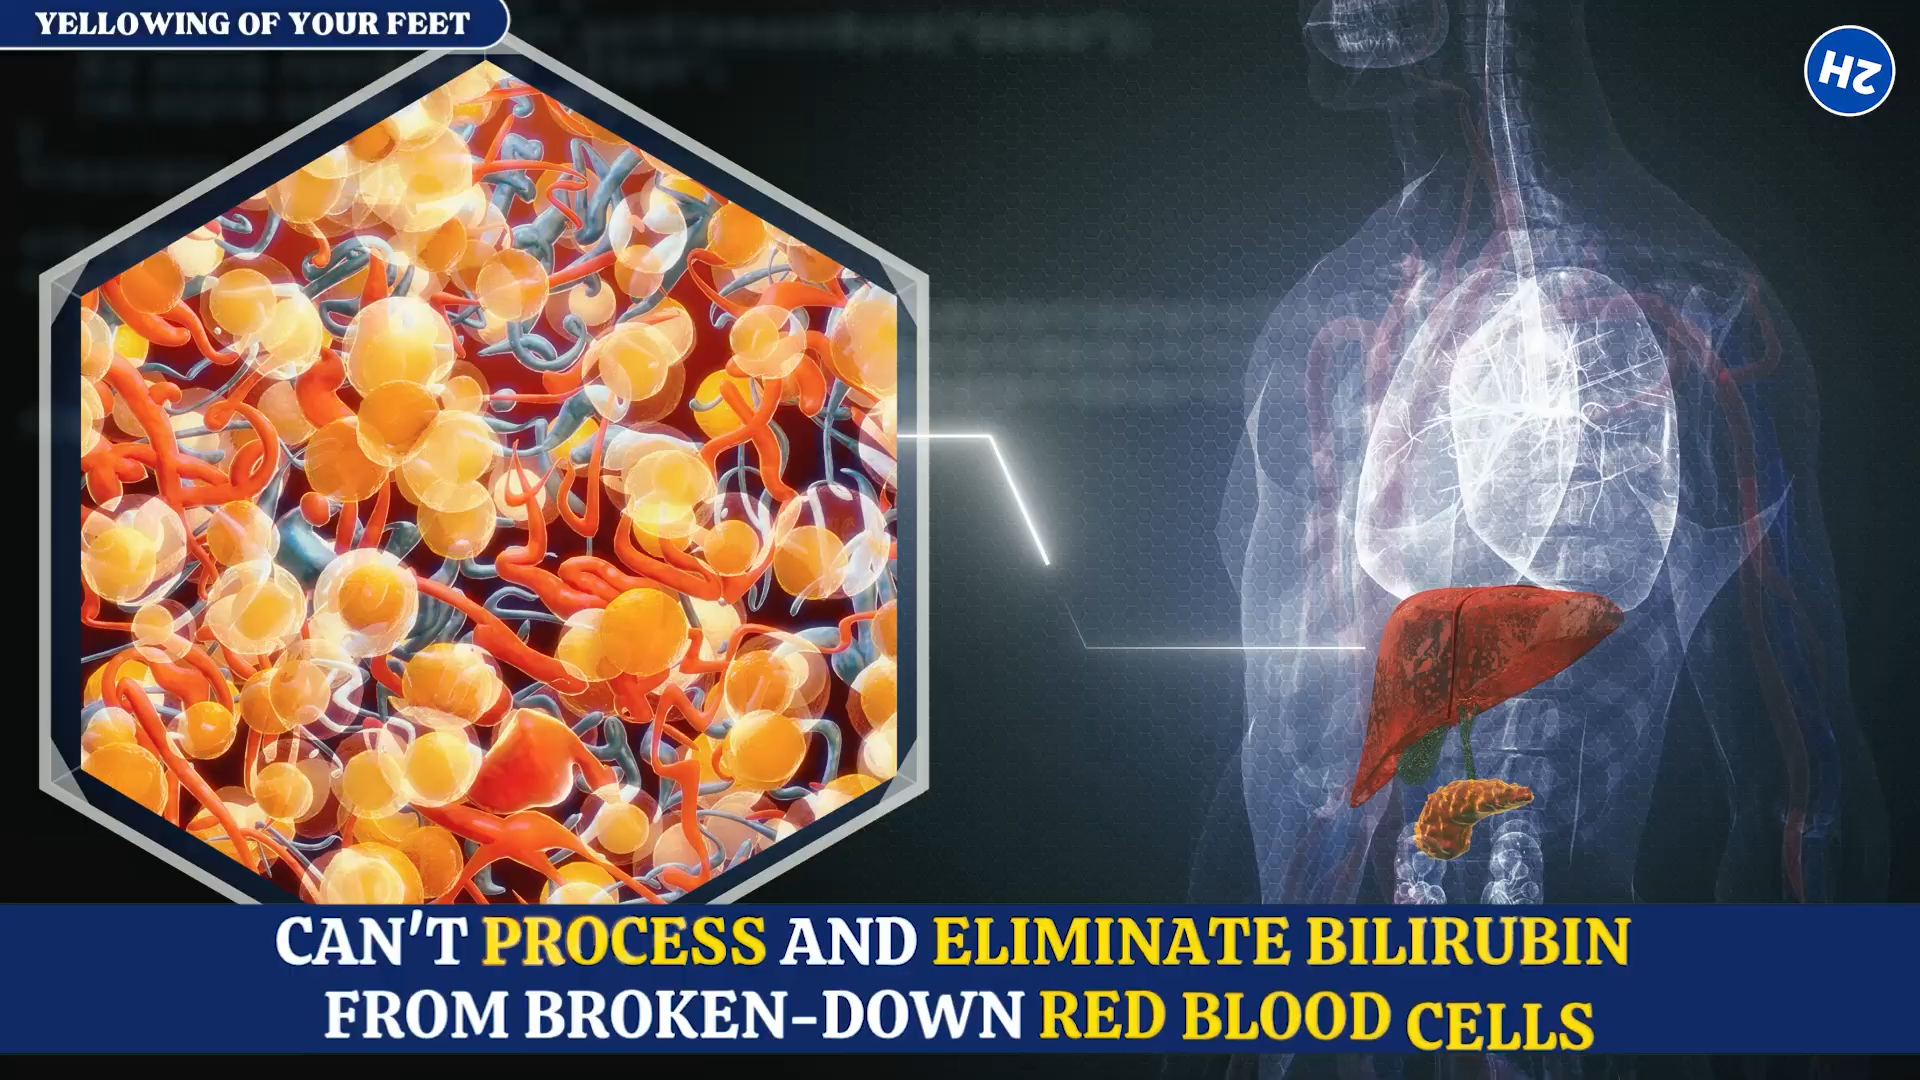 YELLOWING OF YOUR FEET
HZ
CAN'T PROCESS AND ELIMINATE BILIRUBIN
FROM BROKEN-DOWN RED BLOOD CELLS